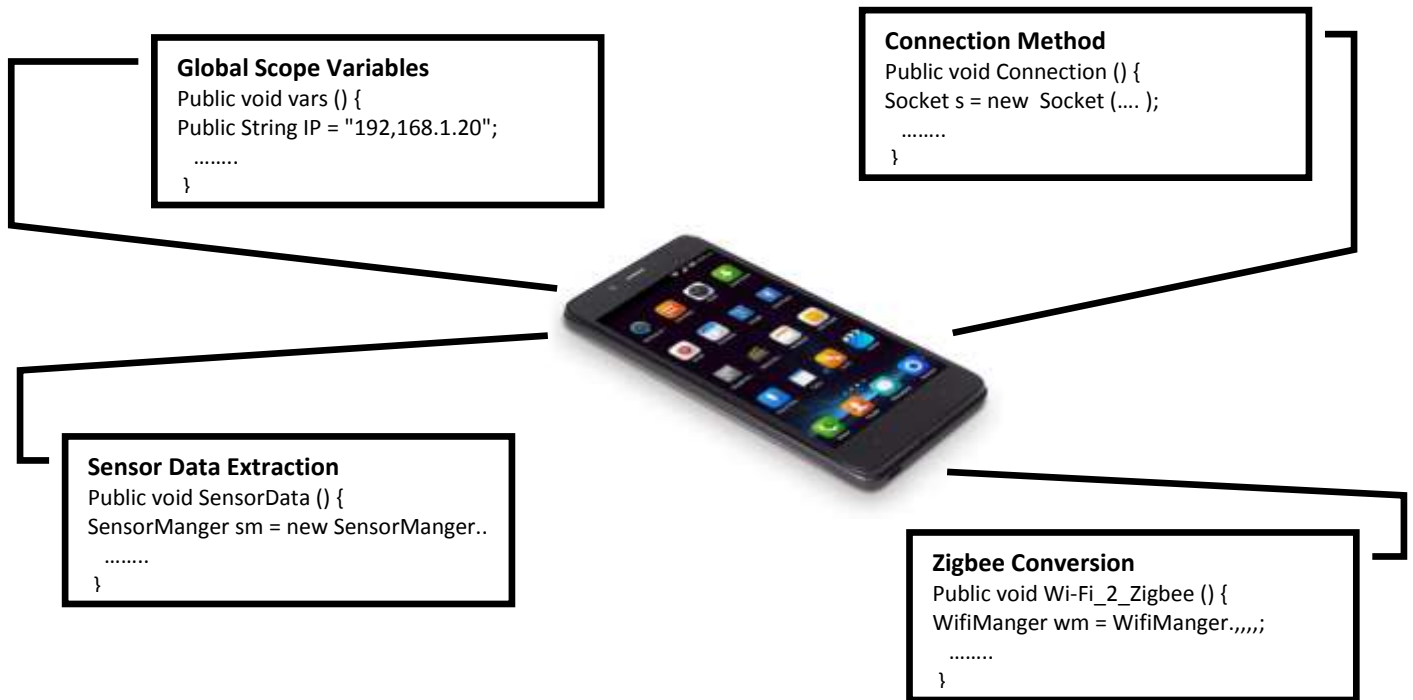 Global Scope Variables
Public void vars () {
Public String IP = "192,168.1.20";
........
}
Connection Method
Public void Connection () {
Socket s = new Socket (.... );
........
}
Sensor Data Extraction
Public void SensorData () {
SensorManger sm = new SensorManger..
........
}
Zigbee Conversion
Public void Wi-Fi_2_Zigbee () {
WifiManger wm = WifiManger.,,,,;
........
}